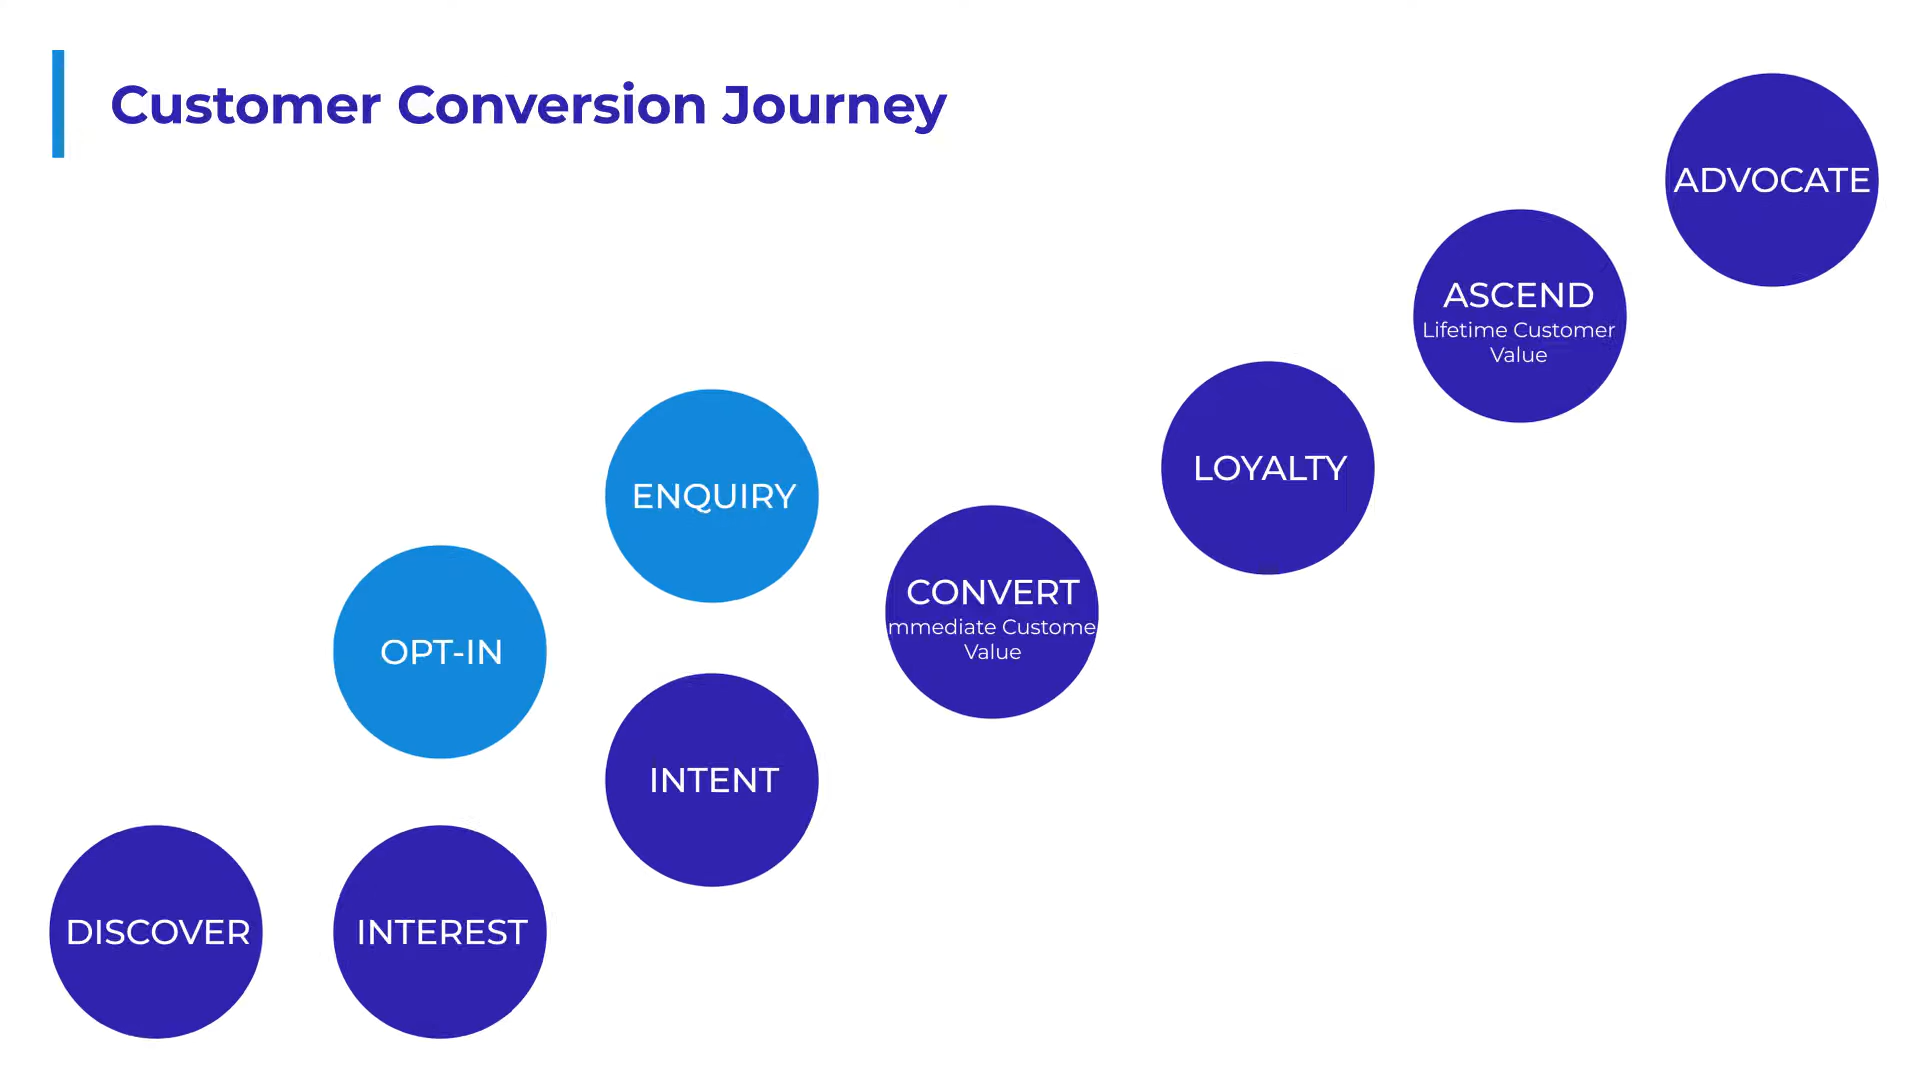 Customer Conversion Journey
ADVOCATE
ASCEND
Lifetime Customer
Value
LOYALTY
ENQUIRY
CONVERT
mmediate Custome
Value
OPT-IN
INTENT
DISCOVER
INTEREST